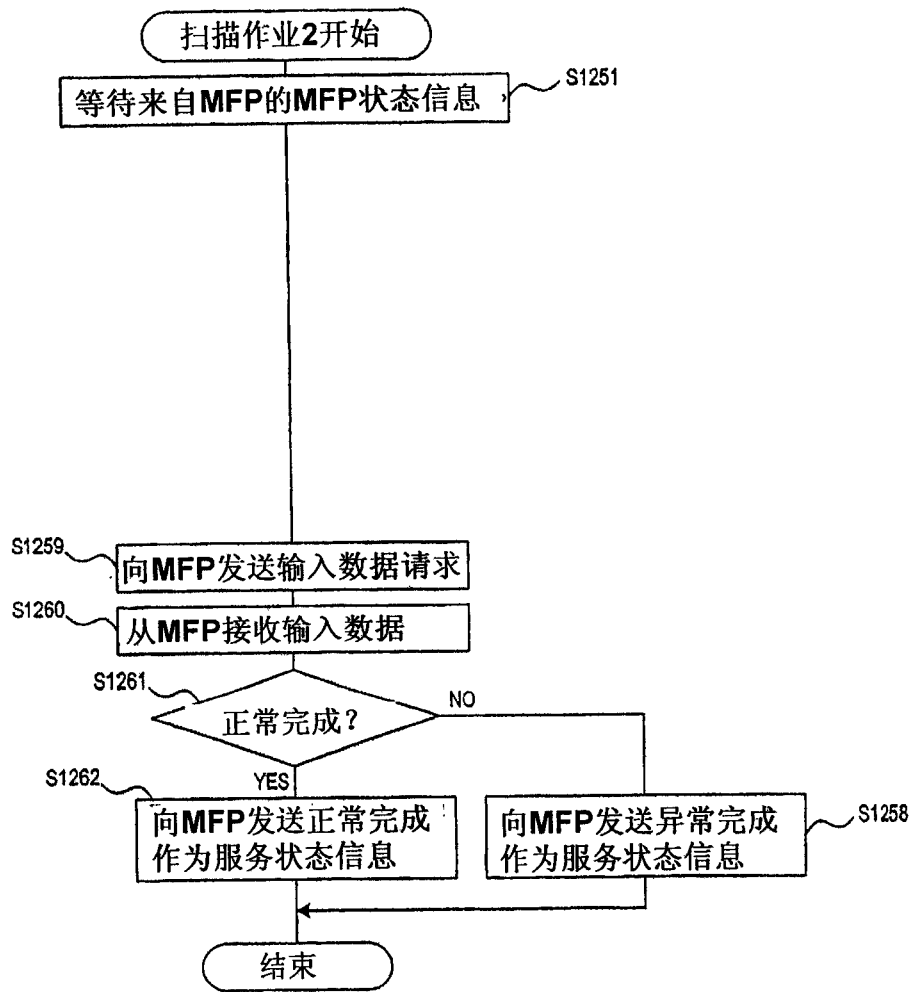 扫描作业2开始
等待来自MFP的MFP状态信息
S1251
S1259
向MFP发送输入数据请求
S1260
从MFP接收输入数据
S1261
正常完成?
NO
YES
S1262
向MFP发送正常完成
作为服务状态信息
向MFP发送异常完成
作为服务状态信息
S1258
结束